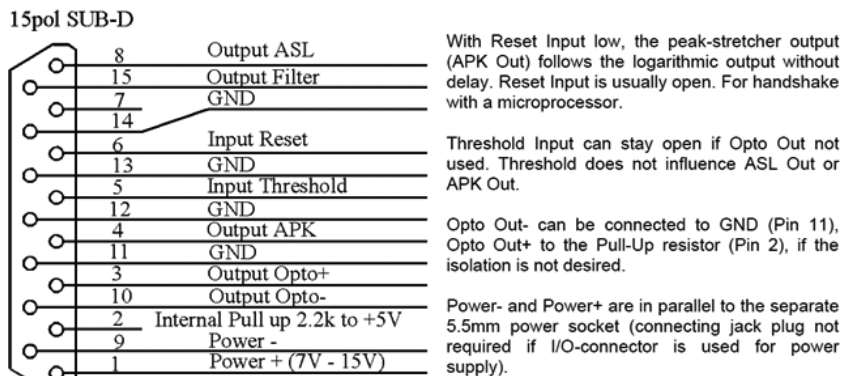 15pol SUB-D
8 Output ASL
15 Output Filter
7 GND
14
6 Input Reset
13 GND
5 Input Threshold
12 GND
4 Output APK
11 GND
3 Output Opto+
10 Output Opto-
2 Internal Pull up 2.2k to +5V
9 Power -
1 Power + (7V - 15V)
With Reset Input low, the peak-stretcher output
(APK Out) follows the logarithmic output without
delay. Reset Input is usually open. For handshake
with a microprocessor.
Threshold Input can stay open if Opto Out not
used. Threshold does not influence ASL Out or
APK Out.
Opto Out- can be connected to GND (Pin 11),
Opto Out+ to the Pull-Up resistor (Pin 2), if the
isolation is not desired.
Power- and Power+ are in parallel to the separate
5.5mm power socket (connecting jack plug not
required if I/O-connector is used for power
supply).